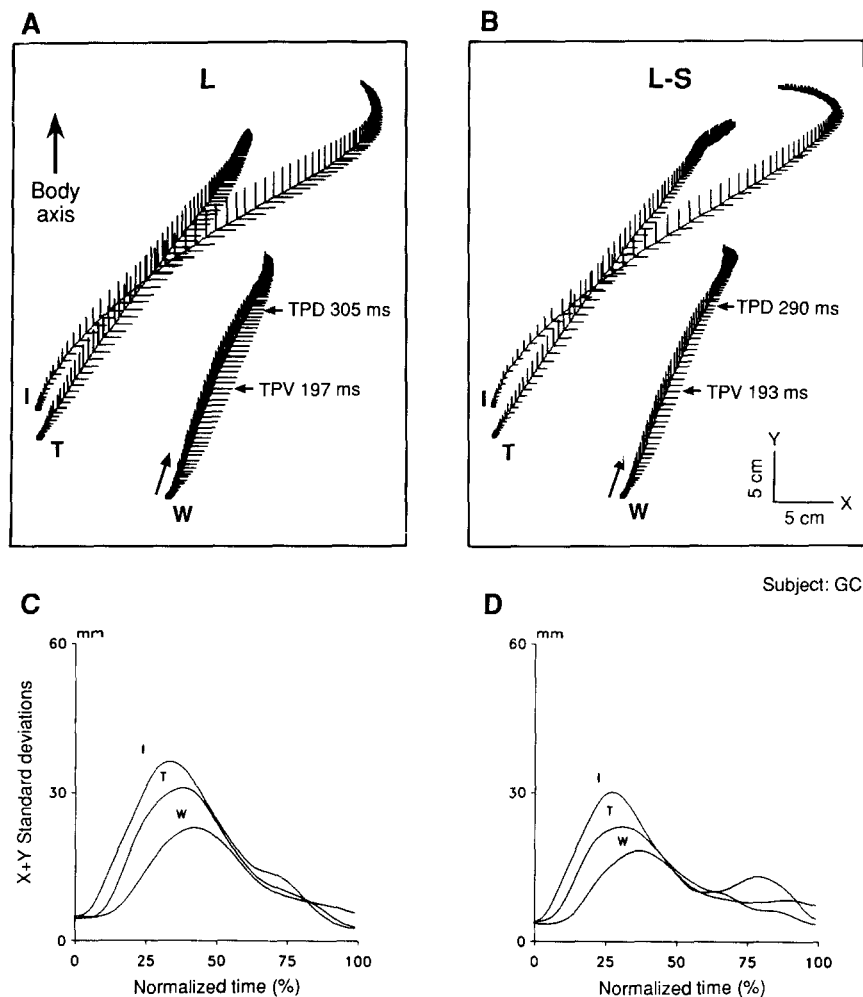 A
L
Body
axis
TPD 305 ms
TPV 197 ms
I
T
W
B
L-S
TPD 290 ms
TPV 193 ms
I
T
W
Y
5 cm
X
5 cm
Subject: GC
C
60
mm
30
0
X+Y Standard deviations
I
T
W
0
25
50
75
100
Normalized time (%)
D
60
mm
30
0
I
T
W
0
25
50
75
100
Normalized time (%)